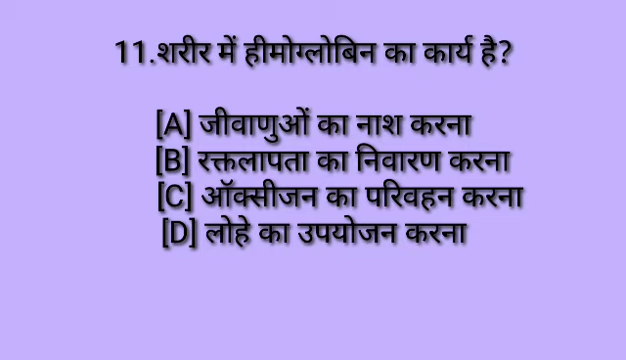 11.शरीर में हीमोग्लोबिन का कार्य है?
[A] जीवाणुओं का नाश करना
[B] रक्तलापता का निवारण करना
[C] ऑक्सीजन का परिवहन करना
[D] लोहे का उपयोजन करना